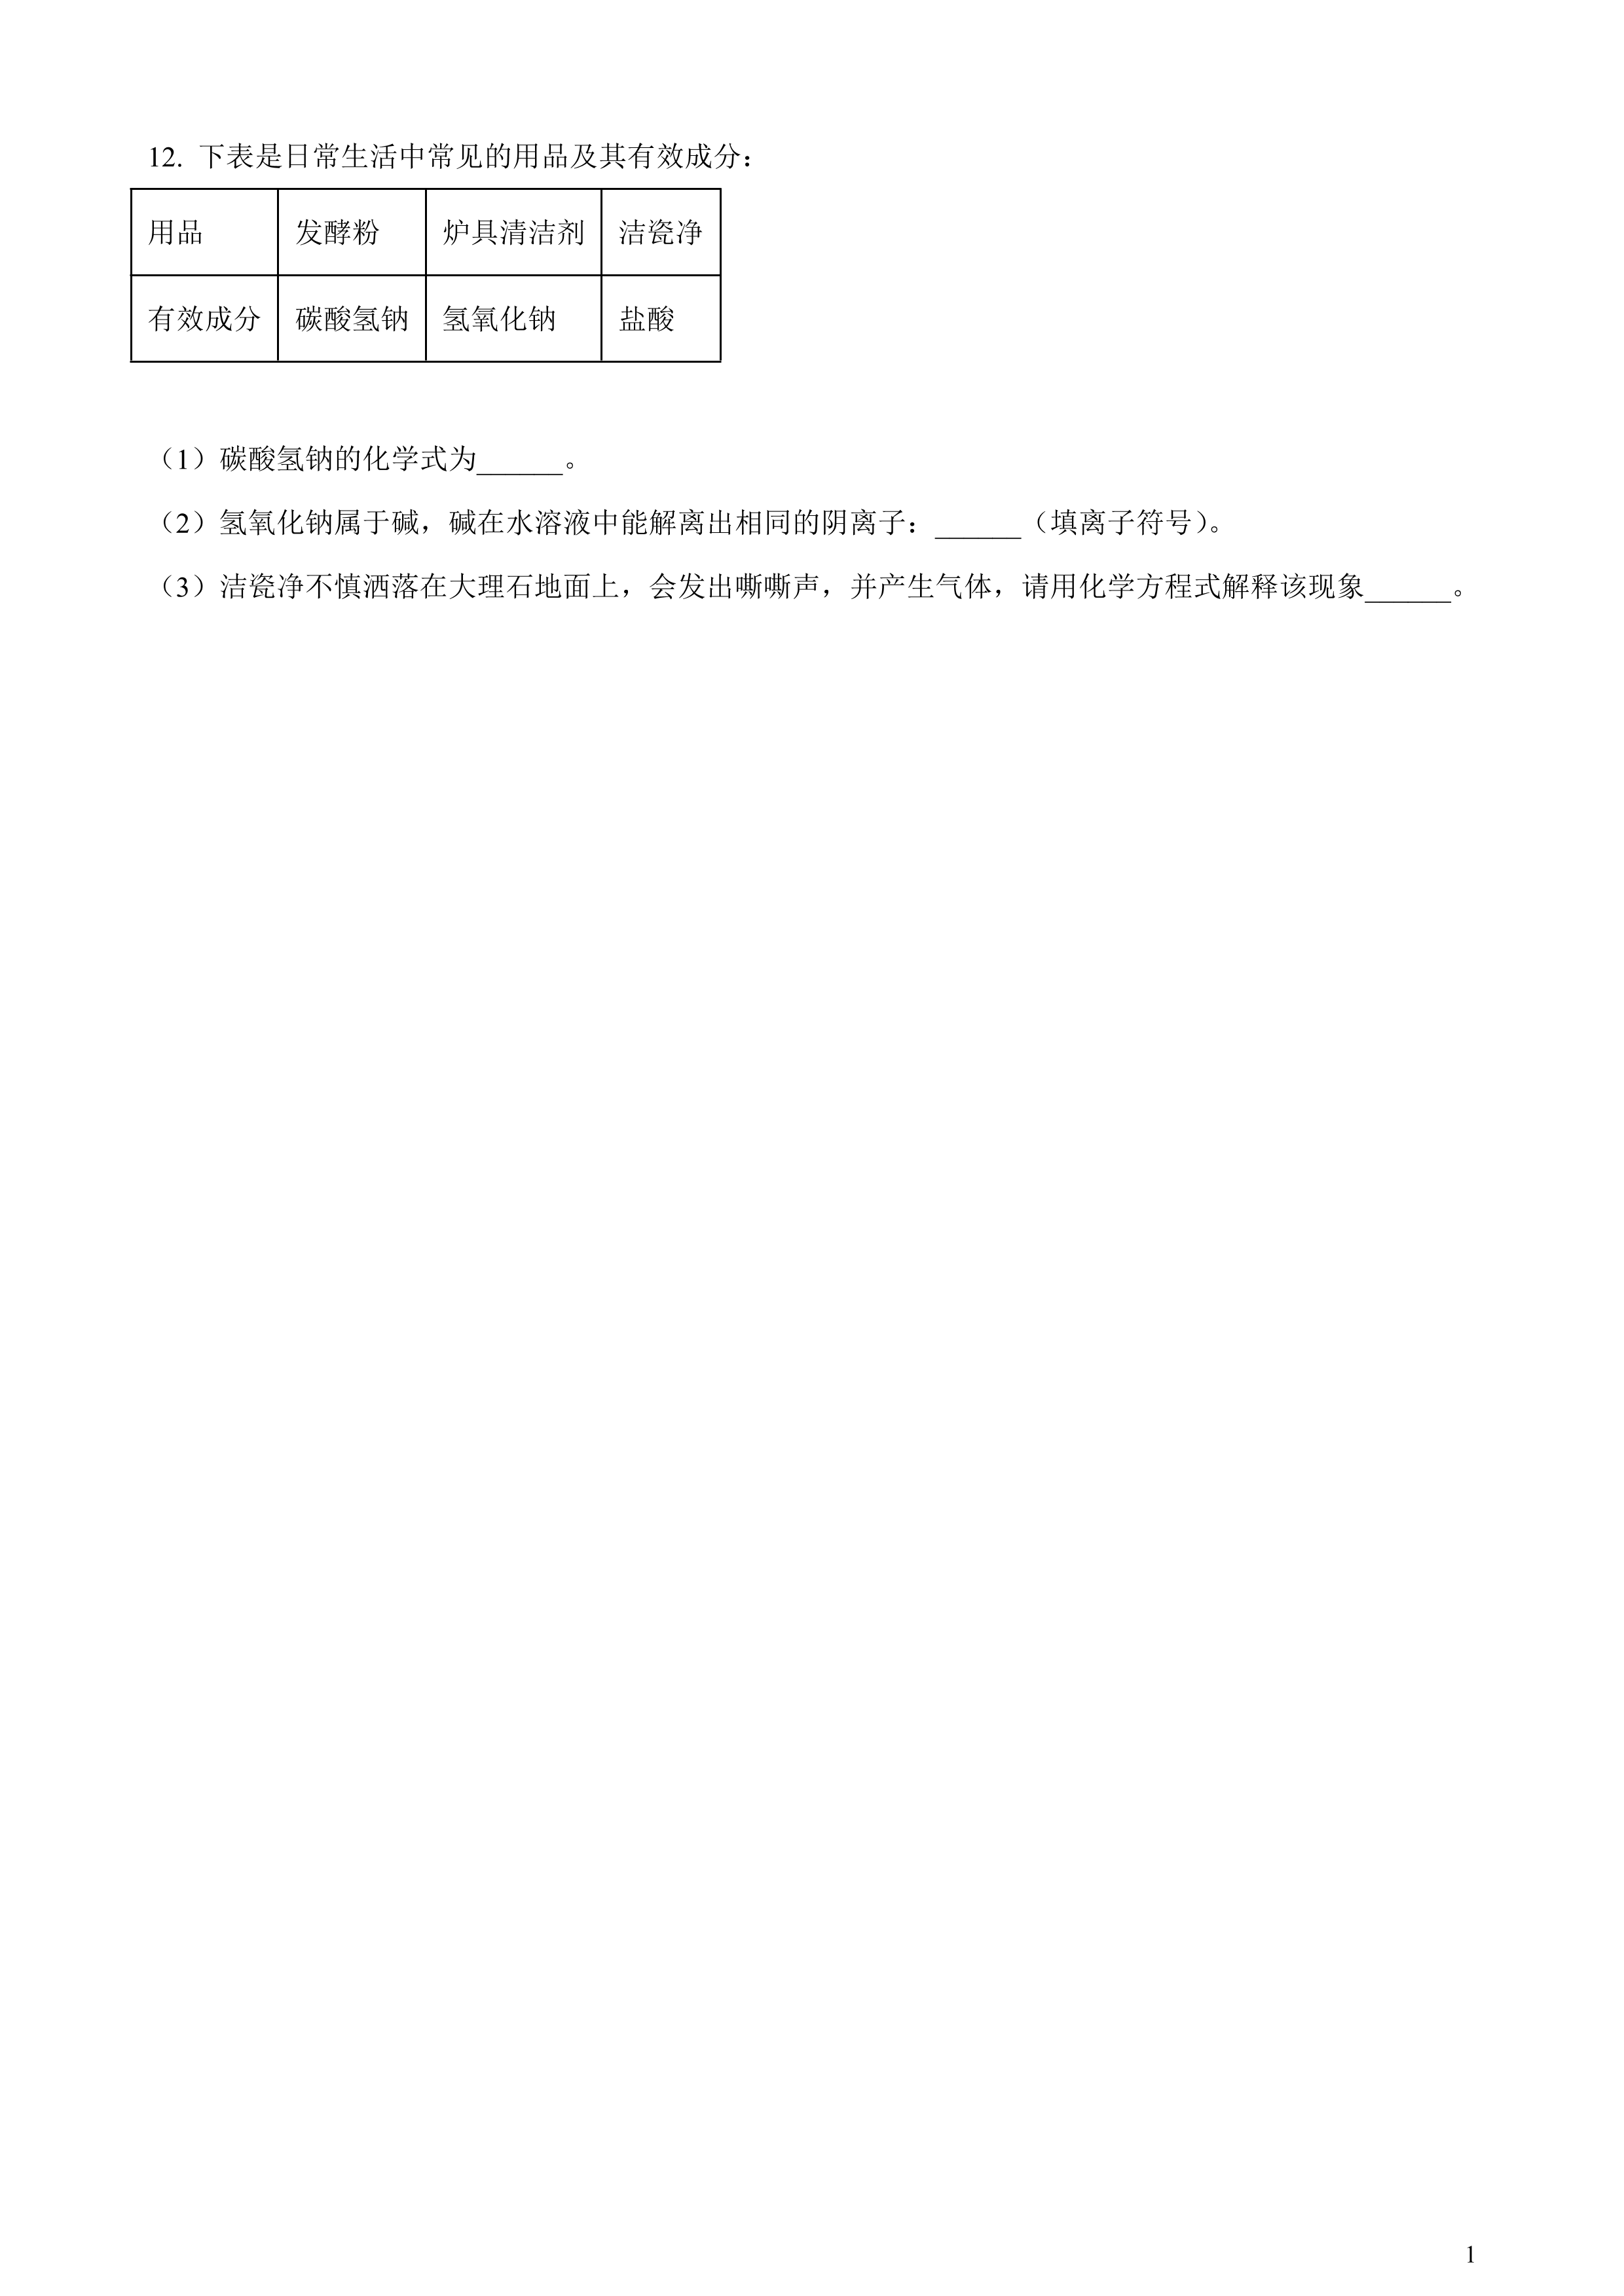 12. 下表是日常生活中常见的用品及其有效成分：
用品 发酵粉 炉具清洁剂 洁瓷净
有效成分 碳酸氢钠 氢氧化钠 盐酸
（1）碳酸氢钠的化学式为______。
（2）氢氧化钠属于碱，碱在水溶液中能解离出相同的阴离子：______（填离子符号）。
（3）洁瓷净不慎洒落在大理石地面上，会发出嘶嘶声，并产生气体，请用化学方程式解释该现象______。
1